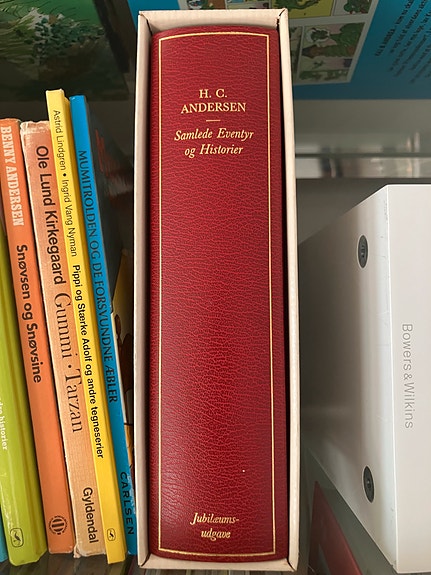 BENNY ANDERSEN
Snøvsen og Snøvsine
Ole Lund Kirkegaard
Gummi · Tarzan
Gyldendal
Astrid Lindgren • Ingrid Vang Nyman
Pippi og Stærke Adolf og andre tegneserier
MUMITROLDEN OG DE FORSVUNDNE ÆBLER
CARLSEN
H. C.
ANDERSEN
Samlede Eventyr
og Historier
Jubilæums-
udgave
Bowers & Wilkins